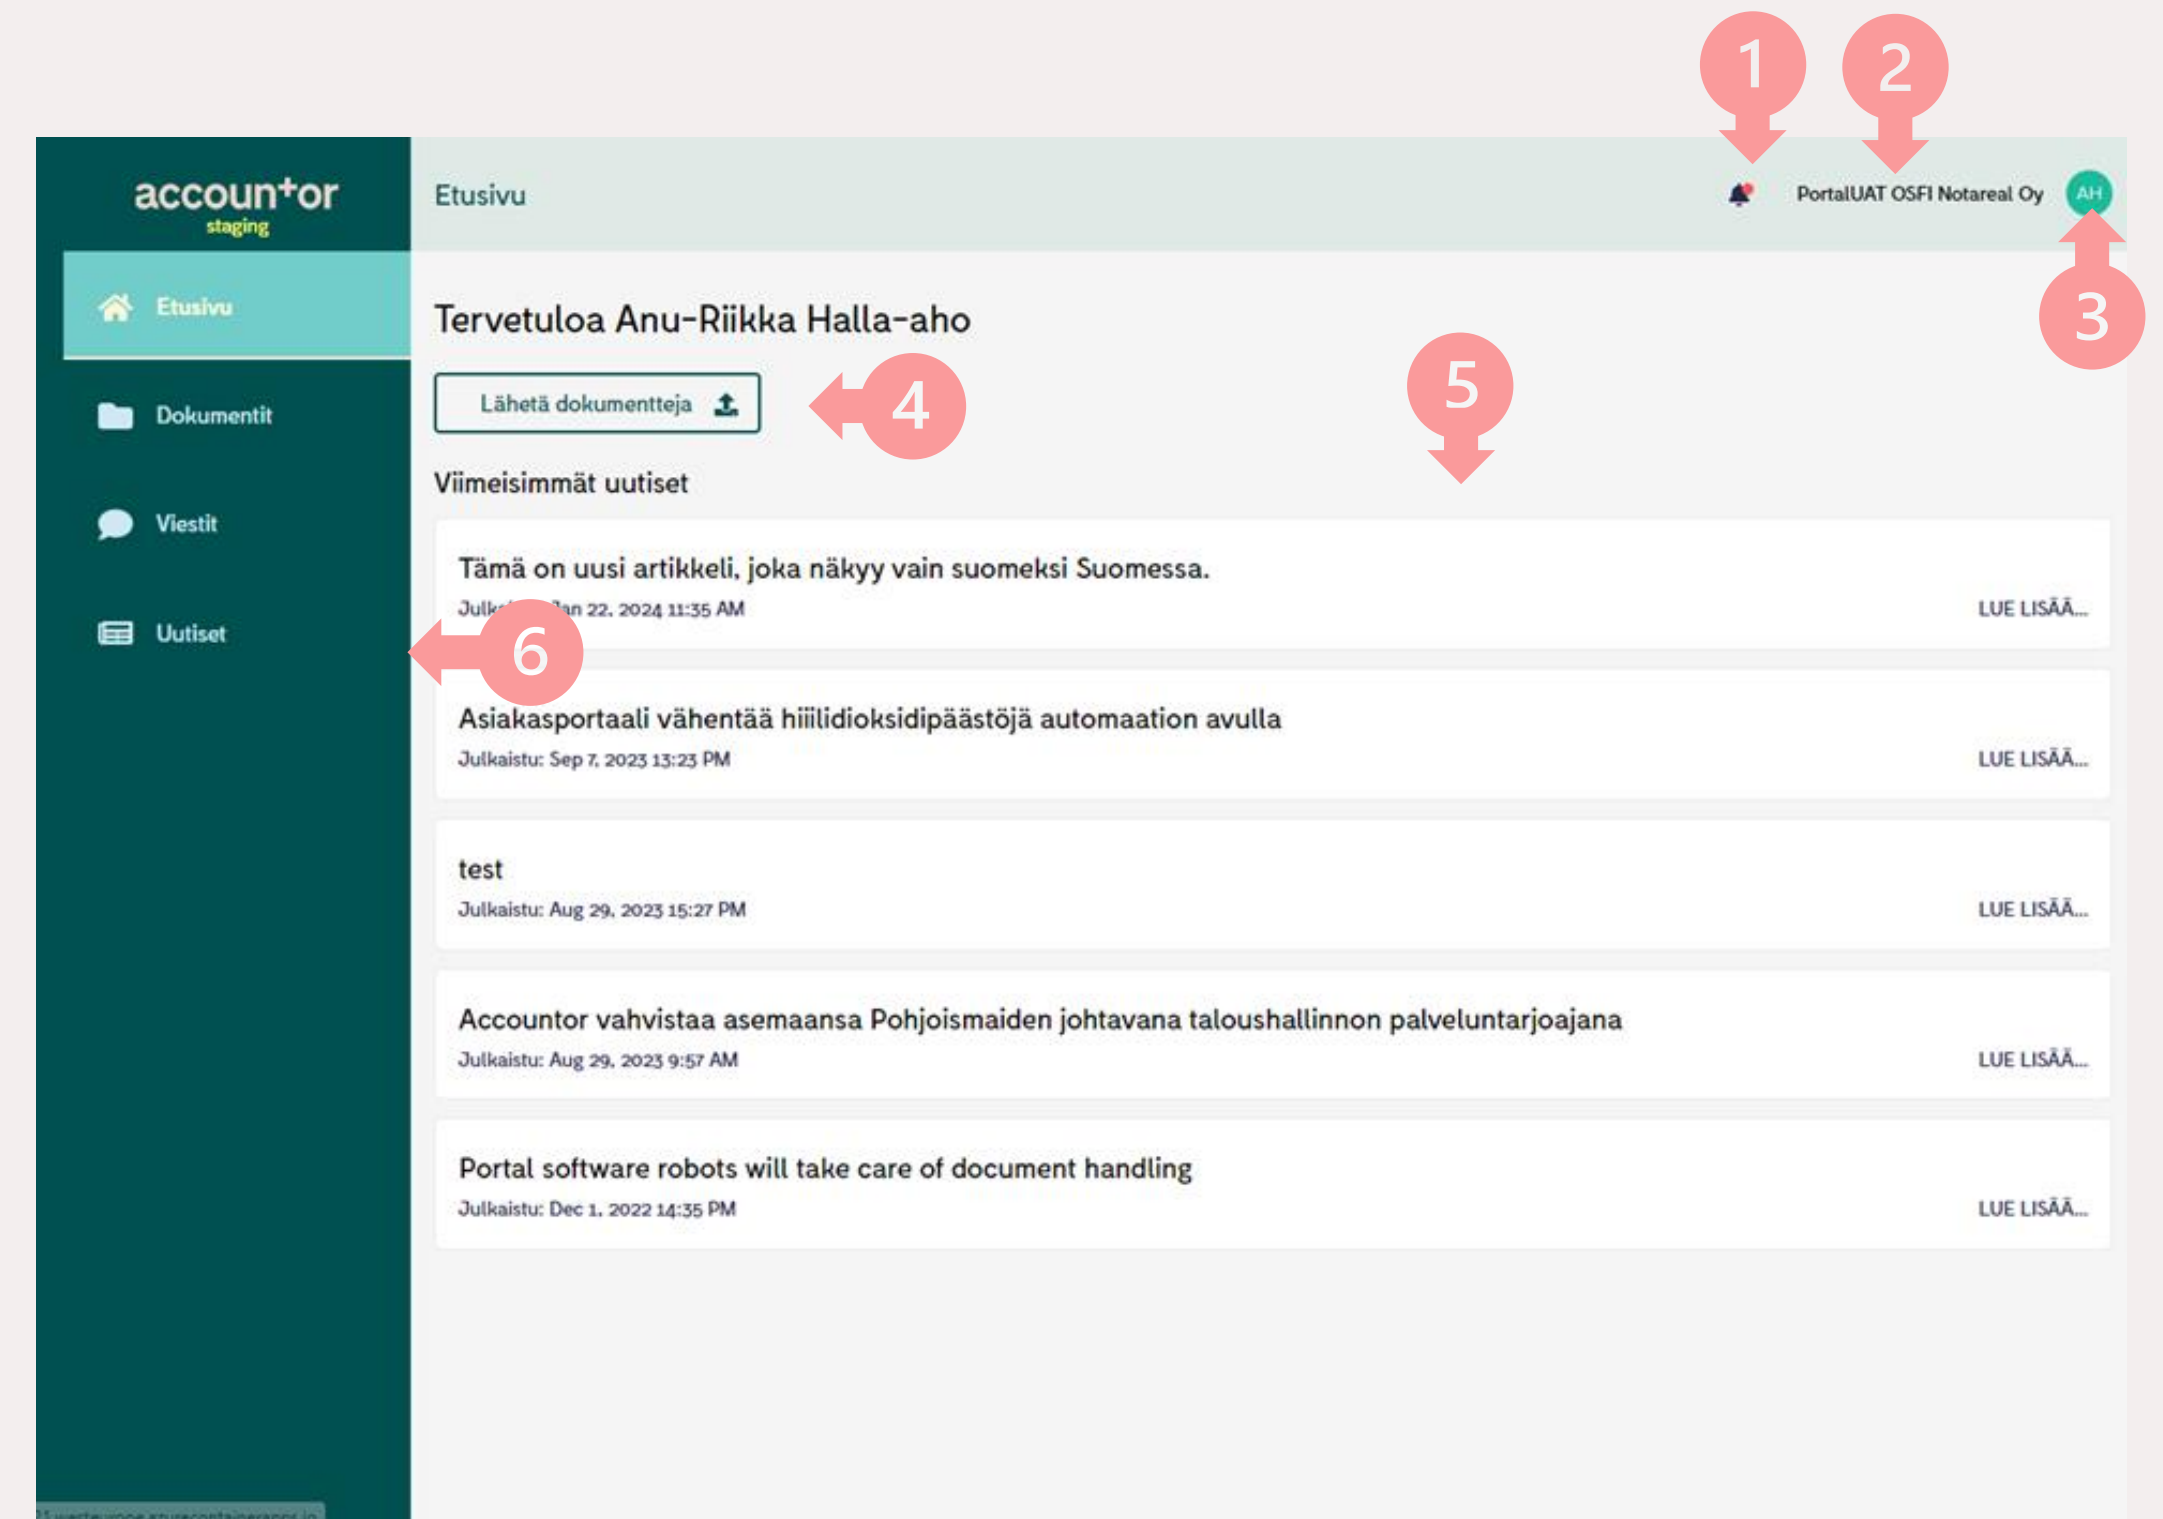 1
2
accountor
staging
Etusivu
PortalUAT OSFI Notareal Oy
AH
3
Etusivu
Tervetuloa Anu-Riikka Halla-aho
Lähetä dokumentteja
4
5
Dokumentit
Viimeisimmät uutiset
Viestit
Tämä on uusi artikkeli, joka näkyy vain suomeksi Suomessa.
Jan 22, 2024 11:35 AM
LUE LISÄÄ...
Uutiset
6
Asiakasportaali vähentää hiiilidioksidipäästöjä automaation avulla
Julkaistu: Sep 7, 2023 13:23 PM
LUE LISÄÄ...
test
Julkaistu: Aug 29, 2023 15:27 PM
LUE LISÄÄ...
Accountor vahvistaa asemaansa Pohjoismaiden johtavana taloushallinnon palveluntarjoajana
Julkaistu: Aug 29, 2023 9:57 AM
LUE LISÄÄ...
Portal software robots will take care of document handling
Julkaistu: Dec 1, 2022 14:35 PM
LUE LISÄÄ...